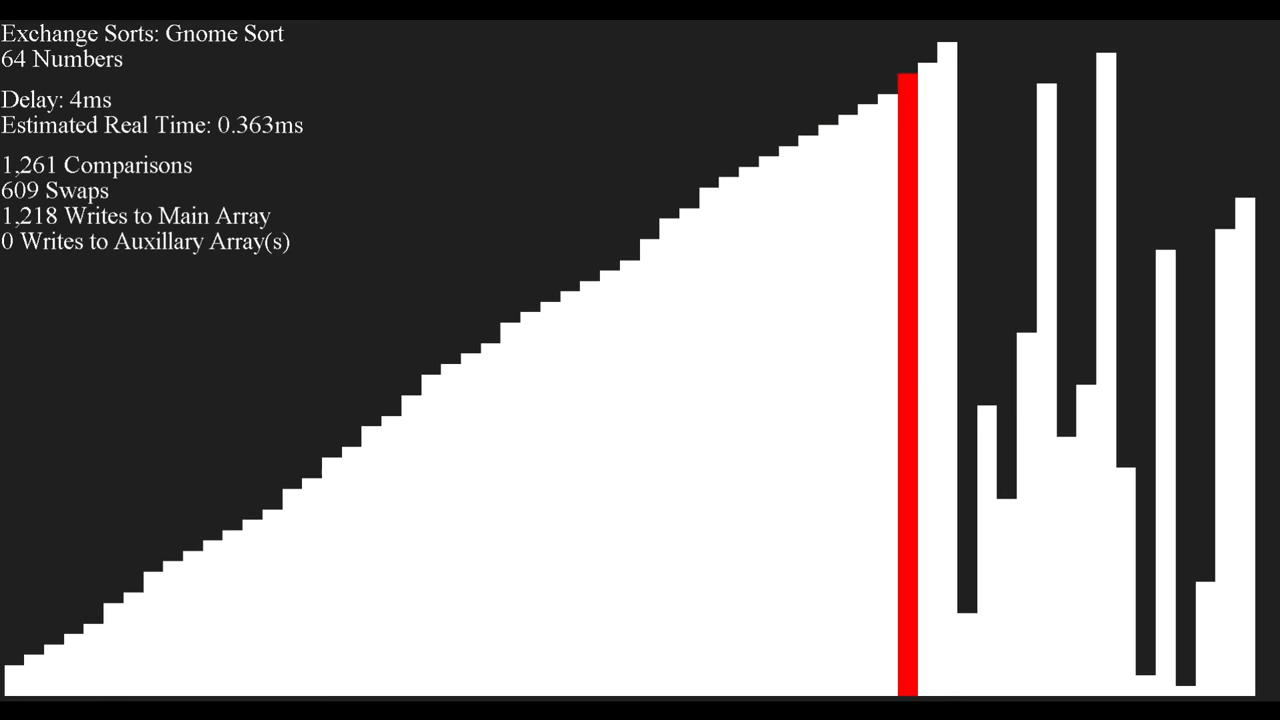 Exchange Sorts: Gnome Sort
64 Numbers
Delay: 4ms
Estimated Real Time: 0.363ms
1,261 Comparisons
609 Swaps
1,218 Writes to Main Array
0 Writes to Auxillary Array(s)